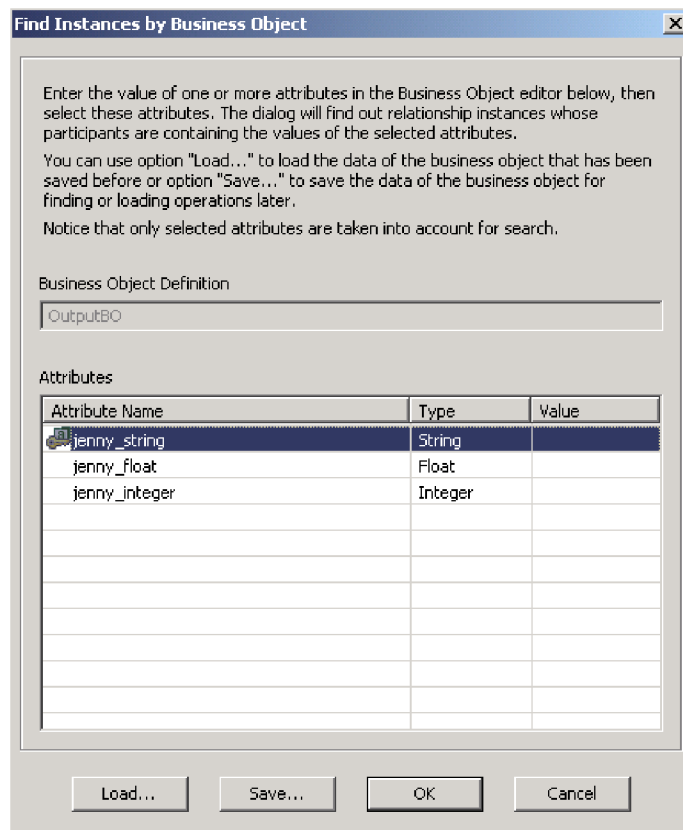 Find Instances by Business Object
Enter the value of one or more attributes in the Business Object editor below, then
select these attributes. The dialog will find out relationship instances whose
participants are containing the values of the selected attributes.
You can use option "Load..." to load the data of the business object that has been
saved before or option "Save..." to save the data of the business object for
finding or loading operations later.
Notice that only selected attributes are taken into account for search.
Business Object Definition
OutputBO
Attributes
Attribute Name Type Value
jenny_string String
jenny_float Float
jenny_integer Integer
Load... Save... OK Cancel